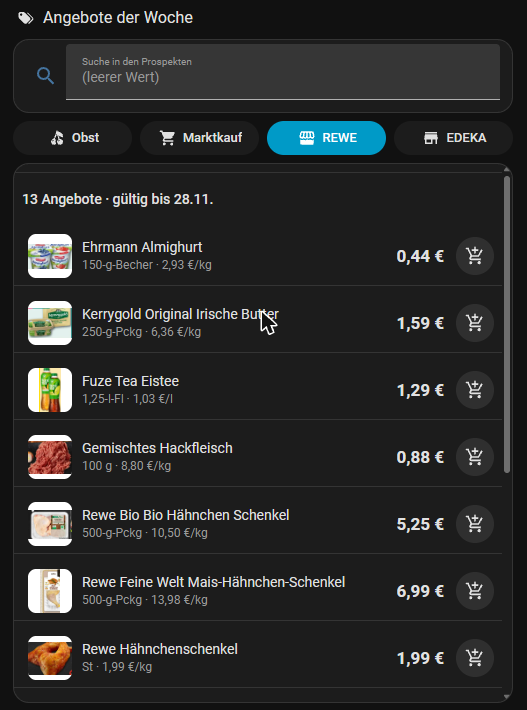 Angebote der Woche
Suche in den Prospekten
(leerer Wert)
Obst
Marktkauf
REWE
EDEKA
13 Angebote · gültig bis 28.11.
Ehrmann Almighurt
150-g-Becher · 2,93 €/kg
0,44 €
Kerrygold Original Irische Butter
250-g-Pckg · 6,36 €/kg
1,59 €
Fuze Tea Eistee
1,25-l-Fl · 1,03 €/l
1,29 €
Gemischtes Hackfleisch
100 g · 8,80 €/kg
0,88 €
Rewe Bio Bio Hähnchen Schenkel
500-g-Pckg · 10,50 €/kg
5,25 €
Rewe Feine Welt Mais-Hähnchen-Schenkel
500-g-Pckg · 13,98 €/kg
6,99 €
Rewe Hähnchenschenkel
St · 1,99 €/kg
1,99 €